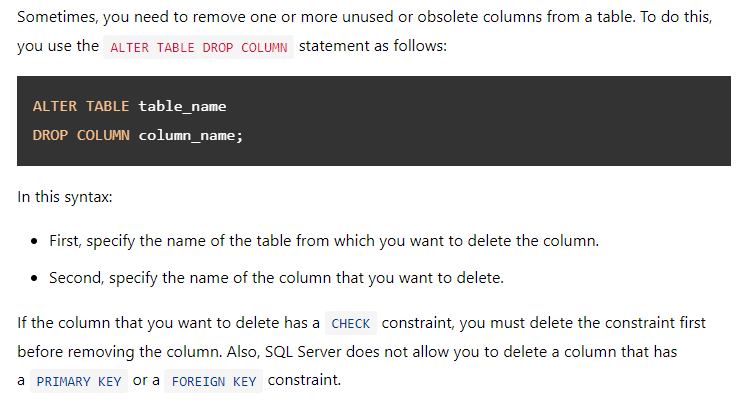 Sometimes, you need to remove one or more unused or obsolete columns from a table. To do this,
you use the ALTER TABLE DROP COLUMN statement as follows:
ALTER TABLE table_name
DROP COLUMN column_name;
In this syntax:
• First, specify the name of the table from which you want to delete the column.
• Second, specify the name of the column that you want to delete.
If the column that you want to delete has a CHECK constraint, you must delete the constraint first
before removing the column. Also, SQL Server does not allow you to delete a column that has
a PRIMARY KEY or a FOREIGN KEY constraint.